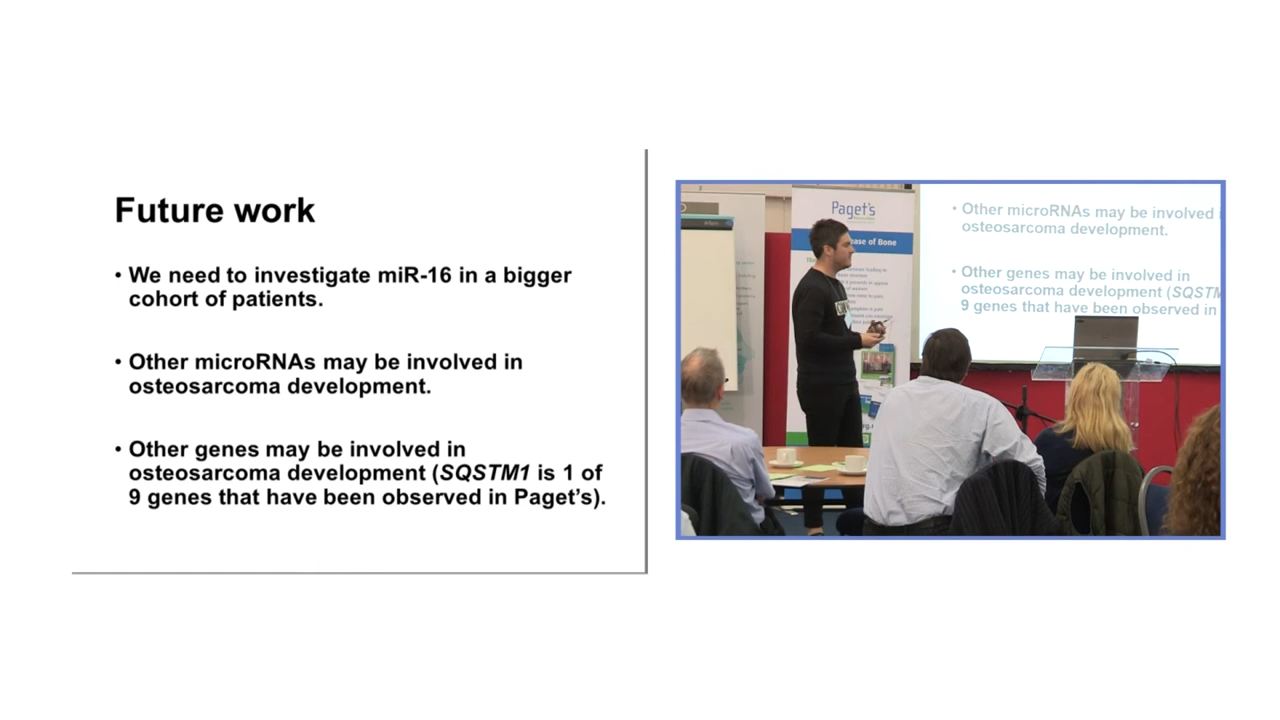 Future work
• We need to investigate miR-16 in a bigger
cohort of patients.
• Other microRNAs may be involved in
osteosarcoma development.
• Other genes may be involved in
osteosarcoma development (SQSTM1 is 1 of
9 genes that have been observed in Paget’s).
Paget's
ase of Bone
• Other microRNAs may be involved
osteosarcoma development.
• Other genes may be involved in
osteosarcoma development (SQSTM
9 genes that have been observed in